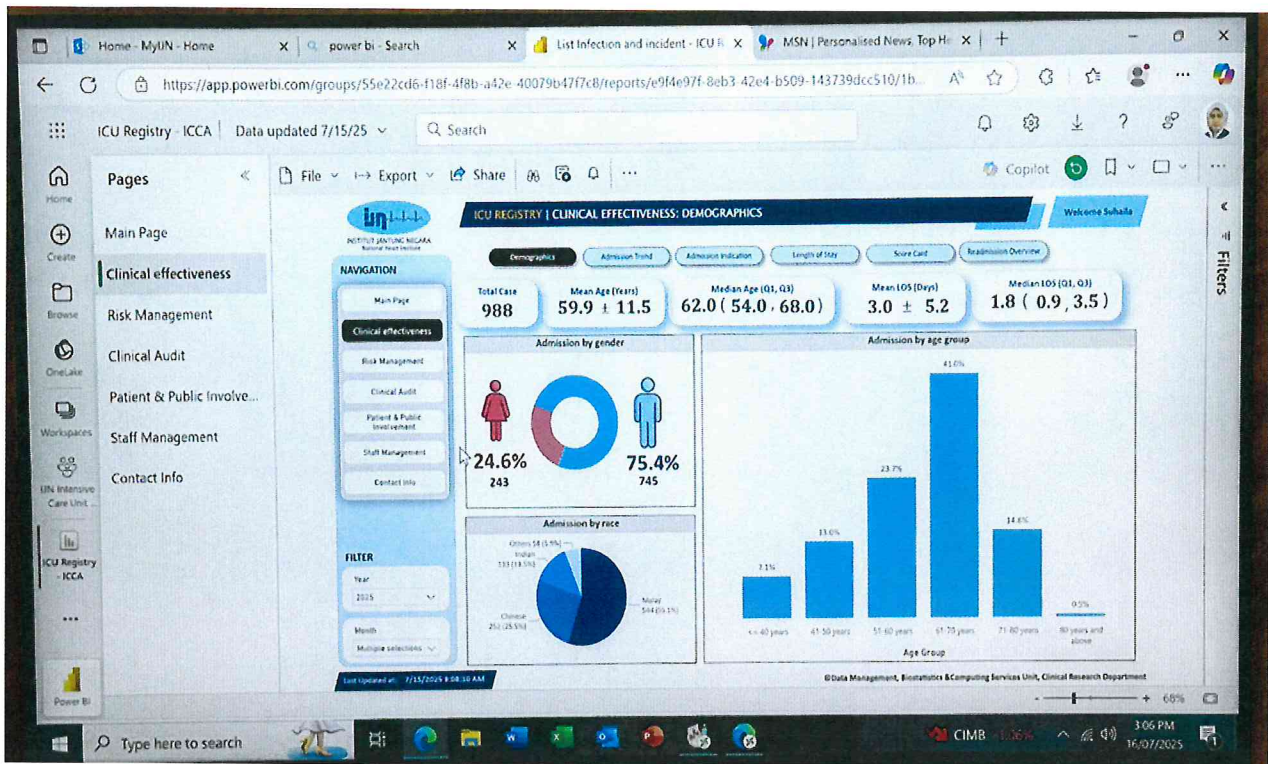 Home - MyIJN - Home
power bi - Search
List Infection and incident - ICU R
MSN | Personalised News, Top He
https://app.powerbi.com/groups/55e22cd6-f18f-4f8b-a42e-40079b47f7c8/reports/e9f4e97f-8eb3-42e4-b509-143739dcc510/1b...
ICU Registry - ICCA
Data updated 7/15/25
Search
Home
Create
Browse
OneLake
Workspaces
IJN Intensive
Care Unit ...
ICU Registry
- ICCA
Power BI
Pages
Main Page
Clinical effectiveness
Risk Management
Clinical Audit
Patient & Public Involve...
Staff Management
Contact Info
File
Export
Share
Copilot
Filters
ijn
INSTITUT JANTUNG NEGARA
National Heart Institute
ICU REGISTRY | CLINICAL EFFECTIVENESS: DEMOGRAPHICS
Welcome Suhaila
Demographics
Admission Trend
Admission Indication
Length of Stay
Score Card
Readmission Overview
NAVIGATION
Main Page
Clinical effectiveness
Risk Management
Clinical Audit
Patient & Public
Involvement
Staff Management
Contact Info
FILTER
Year
2025
Month
Multiple selections
Last Updated at: 7/15/2025 8:08:10 AM
Total Case
988
Mean Age (Years)
59.9 ± 11.5
Median Age (Q1, Q3)
62.0 ( 54.0 , 68.0 )
Mean LOS (Days)
3.0 ± 5.2
Median LOS (Q1, Q3)
1.8 ( 0.9 , 3.5 )
Admission by gender
24.6%
243
75.4%
745
Admission by race
Others 54 (5.5%)
Indian
Chinese
252 (25.5%)
Malay
Admission by age group
7.1%
13.0%
23.7%
41.0%
14.8%
0.5%
<= 40 years
41-50 years
51-60 years
61-70 years
71-80 years
80 years and
above
Age Group
©Data Management, Biostatistics &Computing Services Unit, Clinical Research Department
68%
Type here to search
CIMB -1.06%
3:06 PM
16/07/2025